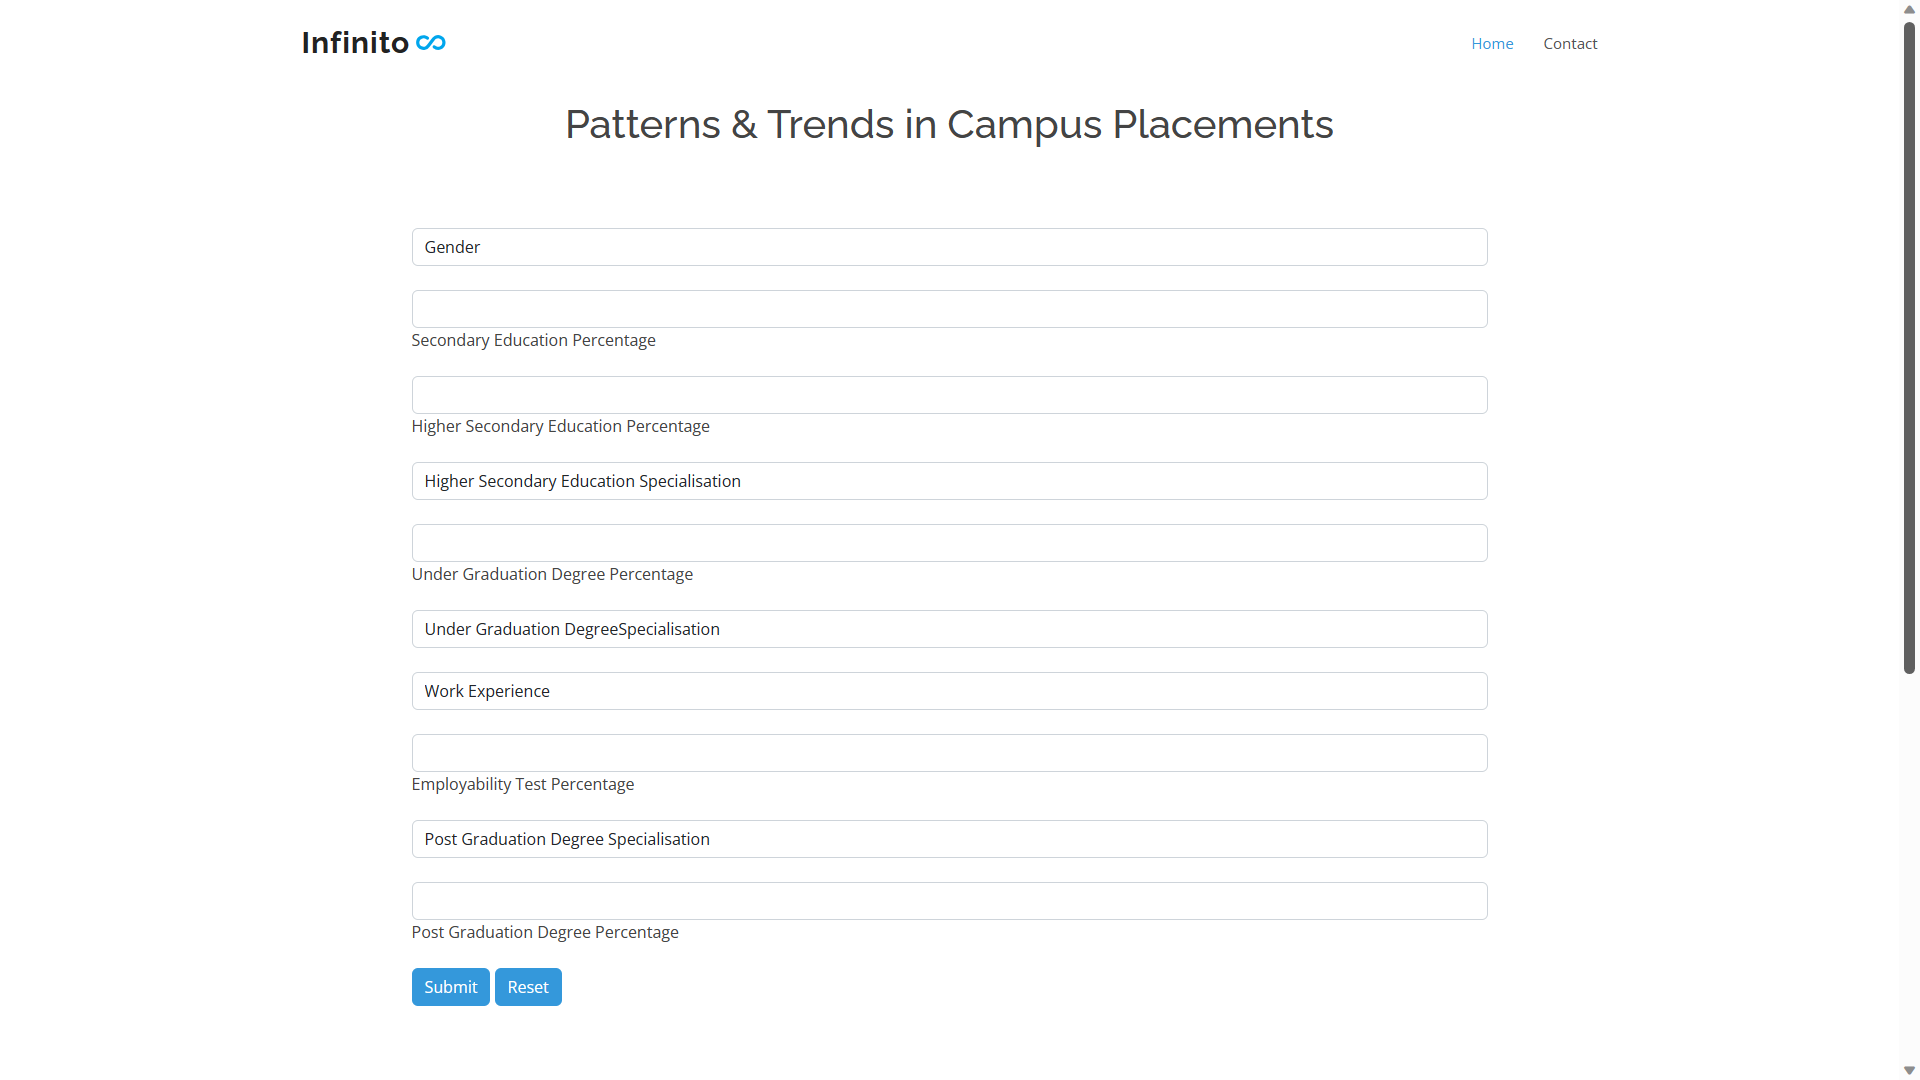 Infinito
Home
Contact
Patterns & Trends in Campus Placements
Gender
Secondary Education Percentage
Higher Secondary Education Percentage
Higher Secondary Education Specialisation
Under Graduation Degree Percentage
Under Graduation DegreeSpecialisation
Work Experience
Employability Test Percentage
Post Graduation Degree Specialisation
Post Graduation Degree Percentage
Submit
Reset